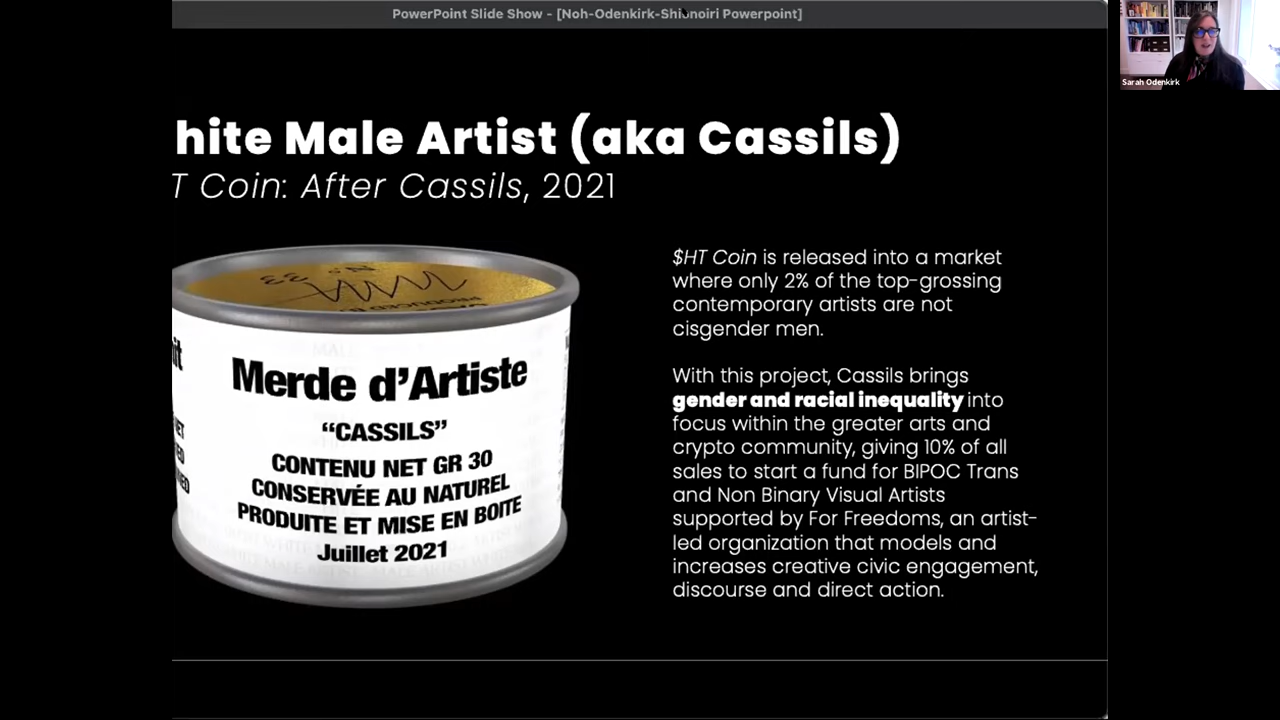 PowerPoint Slide Show - [Noh-Odenkirk-Shibnoiri Powerpoint]
Sarah Odenkirk
hite Male Artist (aka Cassils)
T Coin: After Cassils, 2021
$HT Coin is released into a market
where only 2% of the top-grossing
contemporary artists are not
cisgender men.
With this project, Cassils brings
gender and racial inequality into
focus within the greater arts and
crypto community, giving 10% of all
sales to start a fund for BIPOC Trans
and Non Binary Visual Artists
supported by For Freedoms, an artist-
led organization that models and
increases creative civic engagement,
discourse and direct action.
N° 33
Merde d'Artiste
“CASSILS”
CONTENU NET GR 30
CONSERVÉE AU NATUREL
PRODUITE ET MISE EN BOITE
Juillet 2021